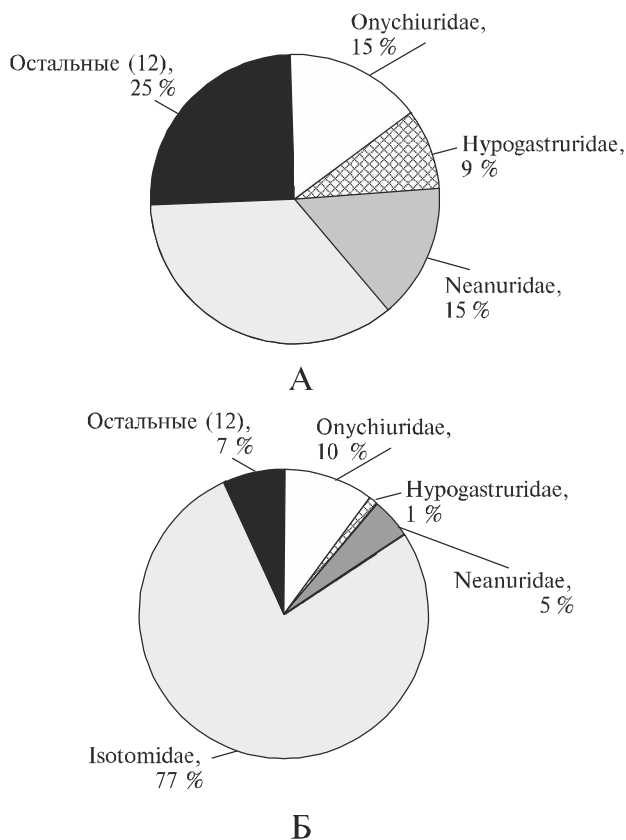 Onychiuridae,
15 %
Остальные (12),
25 %
Hypogastruridae,
9 %
Neanuridae,
15 %
А
Остальные (12),
7 %
Onychiuridae,
10 %
Hypogastruridae,
1 %
Neanuridae,
5 %
Isotomidae,
77 %
Б